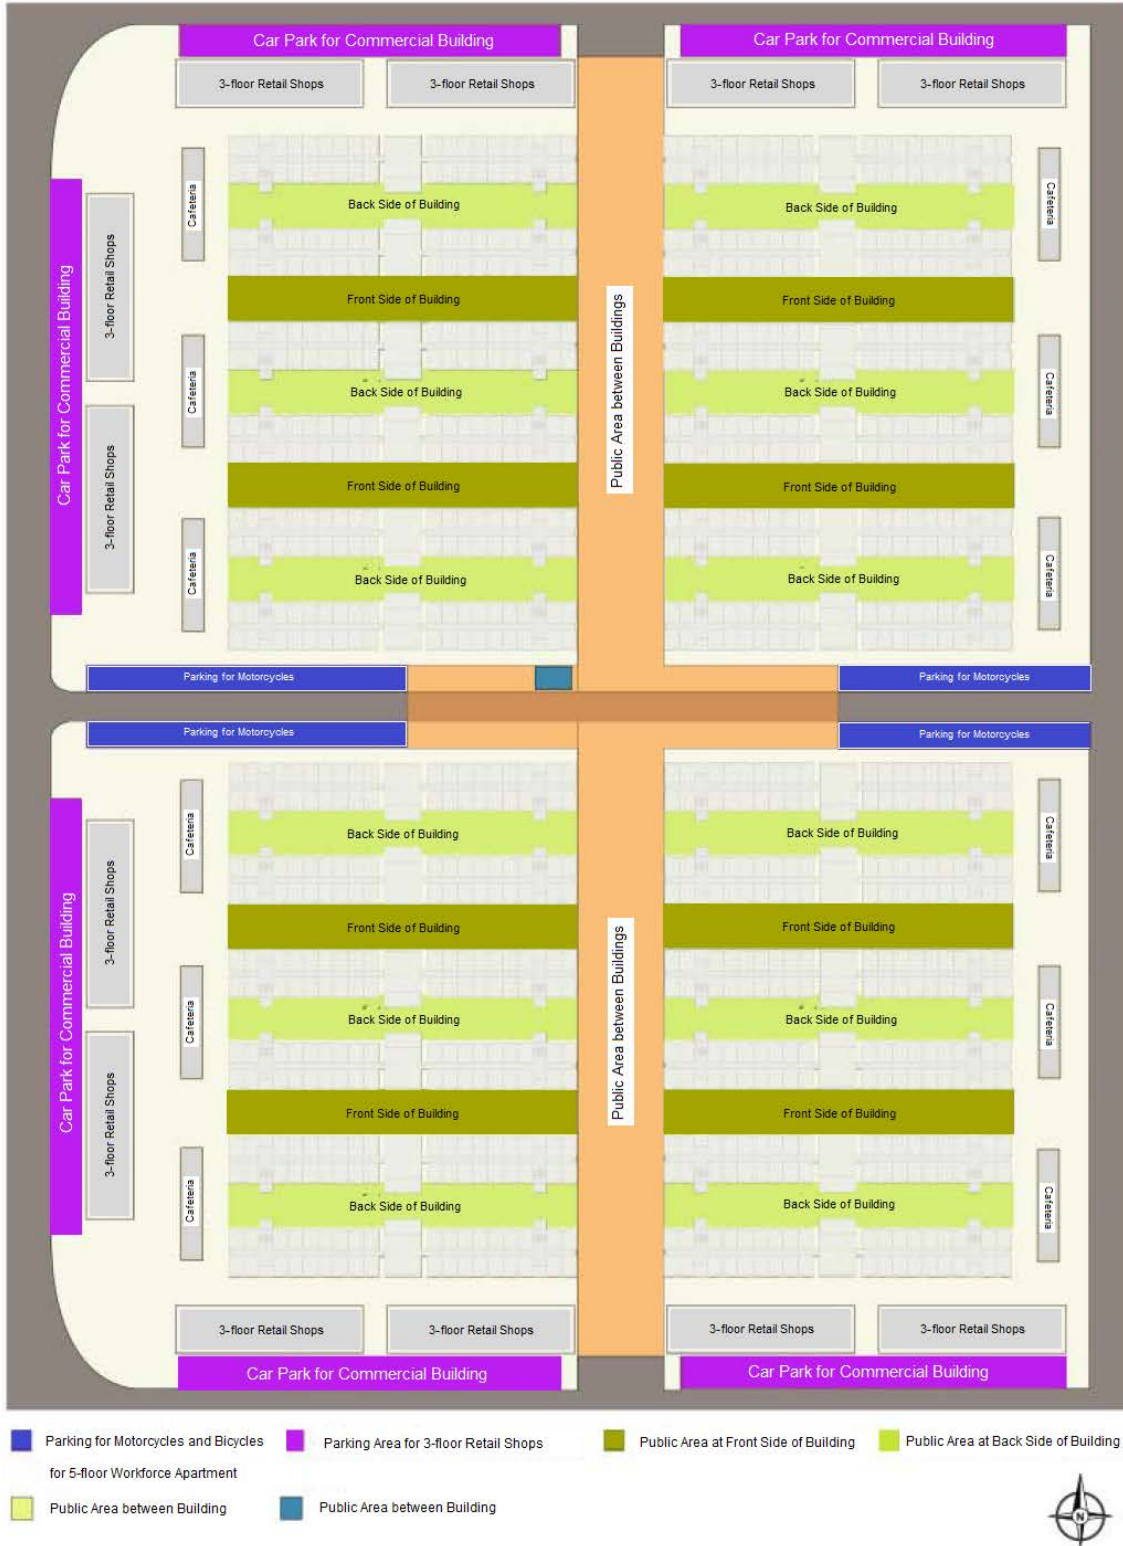 Car Park for Commercial Building
Car Park for Commercial Building
3-floor Retail Shops
3-floor Retail Shops
3-floor Retail Shops
3-floor Retail Shops
Cafeteria
Back Side of Building
Back Side of Building
Cafeteria
3-floor Retail Shops
Car Park for Commercial Building
Front Side of Building
Public Area between Buildings
Front Side of Building
Cafeteria
Back Side of Building
Back Side of Building
Cafeteria
3-floor Retail Shops
Front Side of Building
Front Side of Building
Cafeteria
Back Side of Building
Back Side of Building
Cafeteria
Parking for Motorcycles
Parking for Motorcycles
Parking for Motorcycles
Parking for Motorcycles
Cafeteria
Back Side of Building
Back Side of Building
Cafeteria
3-floor Retail Shops
Car Park for Commercial Building
Front Side of Building
Public Area between Buildings
Front Side of Building
Cafeteria
Back Side of Building
Back Side of Building
Cafeteria
3-floor Retail Shops
Front Side of Building
Front Side of Building
Cafeteria
Back Side of Building
Back Side of Building
Cafeteria
3-floor Retail Shops
3-floor Retail Shops
3-floor Retail Shops
3-floor Retail Shops
Car Park for Commercial Building
Car Park for Commercial Building
Parking for Motorcycles and Bicycles
for 5-floor Workforce Apartment
Parking Area for 3-floor Retail Shops
Public Area at Front Side of Building
Public Area at Back Side of Building
Public Area between Building
Public Area between Building
N